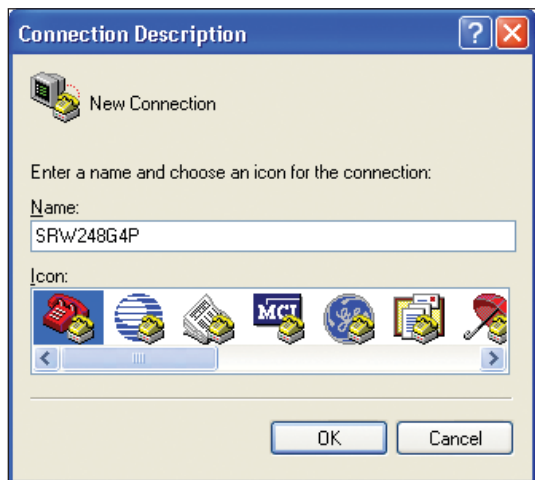 Connection Description
New Connection
Enter a name and choose an icon for the connection:
Name:
SRW248G4P
Icon:
MCI
OK
Cancel